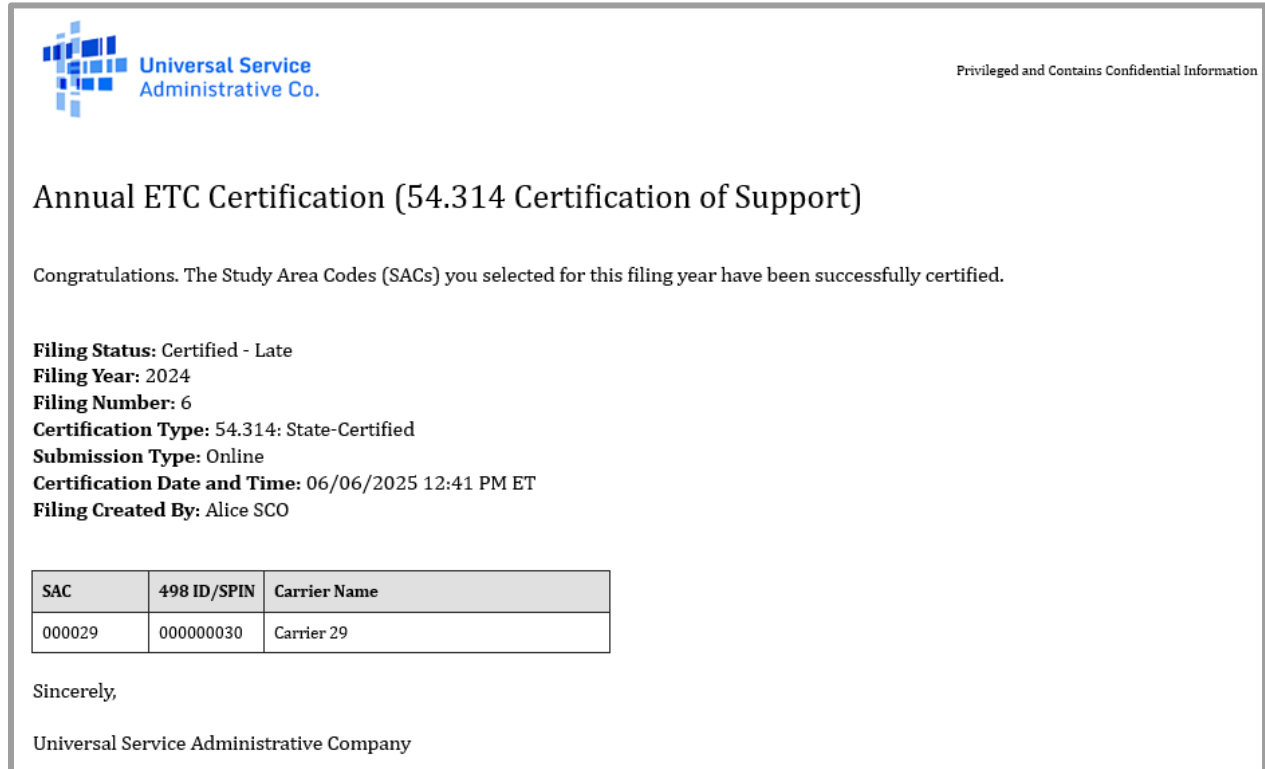 Universal Service
Administrative Co.
Privileged and Contains Confidential Information
Annual ETC Certification (54.314 Certification of Support)
Congratulations. The Study Area Codes (SACs) you selected for this filing year have been successfully certified.
Filing Status: Certified - Late
Filing Year: 2024
Filing Number: 6
Certification Type: 54.314: State-Certified
Submission Type: Online
Certification Date and Time: 06/06/2025 12:41 PM ET
Filing Created By: Alice SCO
SAC 498 ID/SPIN Carrier Name
000029 000000030 Carrier 29
Sincerely,
Universal Service Administrative Company